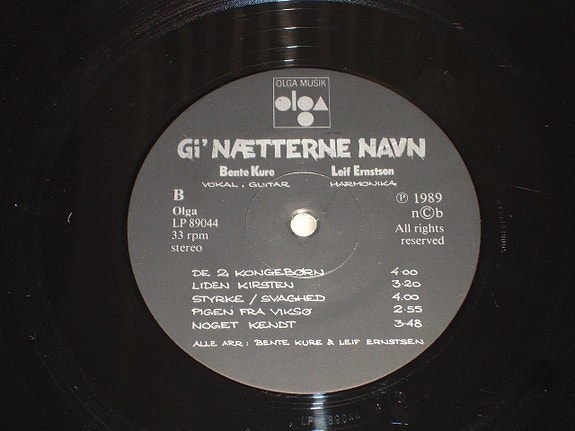 OLGA MUSIK
olga
Gi' NÆTTERNE NAVN
Bente Kure Leif Ernstsen
VOKAL, GUITAR HARMONIKA
B
Olga
LP 89044
33 rpm
stereo
℗ 1989
n©b
All rights
reserved
DE 2 KONGEBØRN 4.00
LIDEN KIRSTEN 3.20
STYRKE / SVAGHED 4.00
PIGEN FRA VIKSØ 2.55
NOGET KENDT 3.48
ALLE ARR : BENTE KURE & LEIF ERNSTSEN
LP 89044